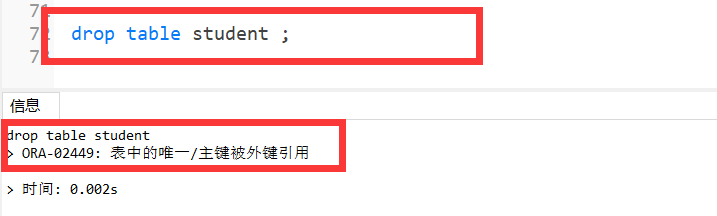 71
72 drop table student ;
73
信息
drop table student
> ORA-02449: 表中的唯一/主键被外键引用
> 时间: 0.002s